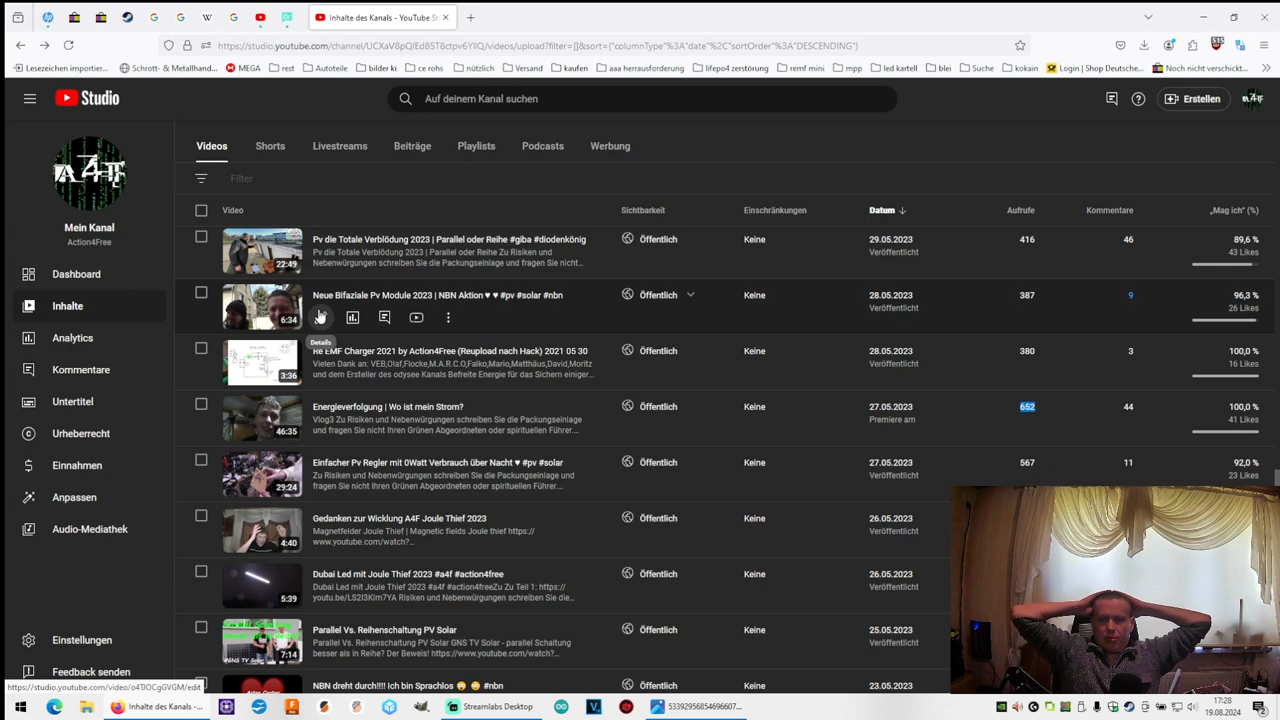 Inhalte des Kanals - YouTube St
https://studio.youtube.com/channel/UCXaV8pQlEd85T8ctpv6YlIQ/videos/upload?filter=[]&sort={"columnType"%3A"date"%2C"sortOrder"%3A"DESCENDING"}
Lesezeichen importier...
Schrott- & Metallhand...
MEGA
rest
Autoteile
bilder ki
ce rohs
nützlich
Versand
kaufen
aaa herrausforderung
lifepo4 zerstörung
remf mini
mpp
led kartell
blei
Suche
kokain
Login | Shop Deutsche...
Noch nicht verschickt...
Studio
Auf deinem Kanal suchen
Erstellen
A4F
Mein Kanal
Action4Free
Dashboard
Inhalte
Analytics
Kommentare
Untertitel
Urheberrecht
Einnahmen
Anpassen
Audio-Mediathek
Einstellungen
Feedback senden
Videos Shorts Livestreams Beiträge Playlists Podcasts Werbung
Filter
Video Sichtbarkeit Einschränkungen Datum Aufrufe Kommentare „Mag ich“ (%)
22:49
Pv die Totale Verblödung 2023 | Parallel oder Reihe #giba #diodenkönig Öffentlich Keine 29.05.2023 416 46 89,6 %
Pv die Totale Verblödung 2023 | Parallel oder Reihe Zu Risiken und Veröffentlicht 43 Likes
Nebenwürgungen schreiben Sie die Packungseinlage und fragen Sie nicht...
6:34
Neue Bifaziale Pv Module 2023 | NBN Aktion ♥ ♥ #pv #solar #nbn Öffentlich Keine 28.05.2023 387 9 96,3 %
Veröffentlicht 26 Likes
Details
3:36
Re EMF Charger 2021 by Action4Free (Reupload nach Hack) 2021 05 30 Öffentlich Keine 28.05.2023 380 3 100,0 %
Vielen Dank an: VEB,Olaf,Flocke,M.A.R.C.O,Falko,Mario,Matthäus,David,Moritz Veröffentlicht 16 Likes
und dem Ersteller des odysee Kanals Befreite Energie für das Sichern einiger...
46:35
Energieverfolgung | Wo ist mein Strom? Öffentlich Keine 27.05.2023 652 44 100,0 %
Vlog3 Zu Risiken und Nebenwürgungen schreiben Sie die Packungseinlage Premiere am 41 Likes
und fragen Sie nicht Ihren Grünen Abgeordneten oder spirituellen Führer....
29:24
Einfacher Pv Regler mit 0Watt Verbrauch über Nacht ♥ #pv #solar Öffentlich Keine 27.05.2023 567 11 92,0 %
Zu Risiken und Nebenwürgungen schreiben Sie die Packungseinlage und Veröffentlicht 23 Likes
fragen Sie nicht Ihren Grünen Abgeordneten oder spirituellen Führer....
4:40
Gedanken zur Wicklung A4F Joule Thief 2023 Öffentlich Keine 26.05.2023
Magnetfelder Joule Thief | Magnetic fields Joule thief https:// Veröffentlicht
www.youtube.com/watch?...
5:39
Dubai Led mit Joule Thief 2023 #a4f #action4free Öffentlich Keine 26.05.2023
Dubai Led mit Joule Thief 2023 #a4f #action4freeZu Zu Teil 1: https:// Veröffentlicht
youtu.be/LS2I3KIm7YA Risiken und Nebenwürgungen schreiben Sie die...
#GNS TV Solar
7:14
Parallel Vs. Reihenschaltung PV Solar Öffentlich Keine 25.05.2023
Parallel Vs. Reihenschaltung PV Solar GNS TV Solar - parallel Schaltung Veröffentlicht
besser als in Reihe? Der Beweis! https://www.youtube.com/watch?...
NBN dreht durch!!!! Ich bin Sprachlos 😳 😳 #nbn Öffentlich Keine 23.05.2023
https://studio.youtube.com/video/o4TlOCgGVGM/edit
Inhalte des Kanals -...
Streamlabs Desktop
53392956854696607...
17:28
19.08.2024